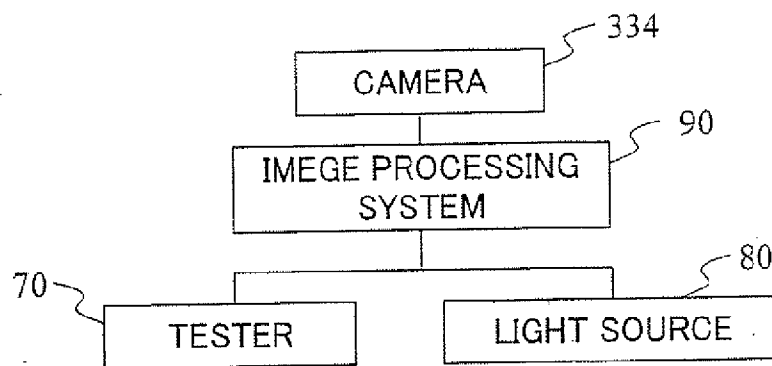 334
CAMERA
90
IMEGE PROCESSING
SYSTEM
70
80
TESTER
LIGHT SOURCE